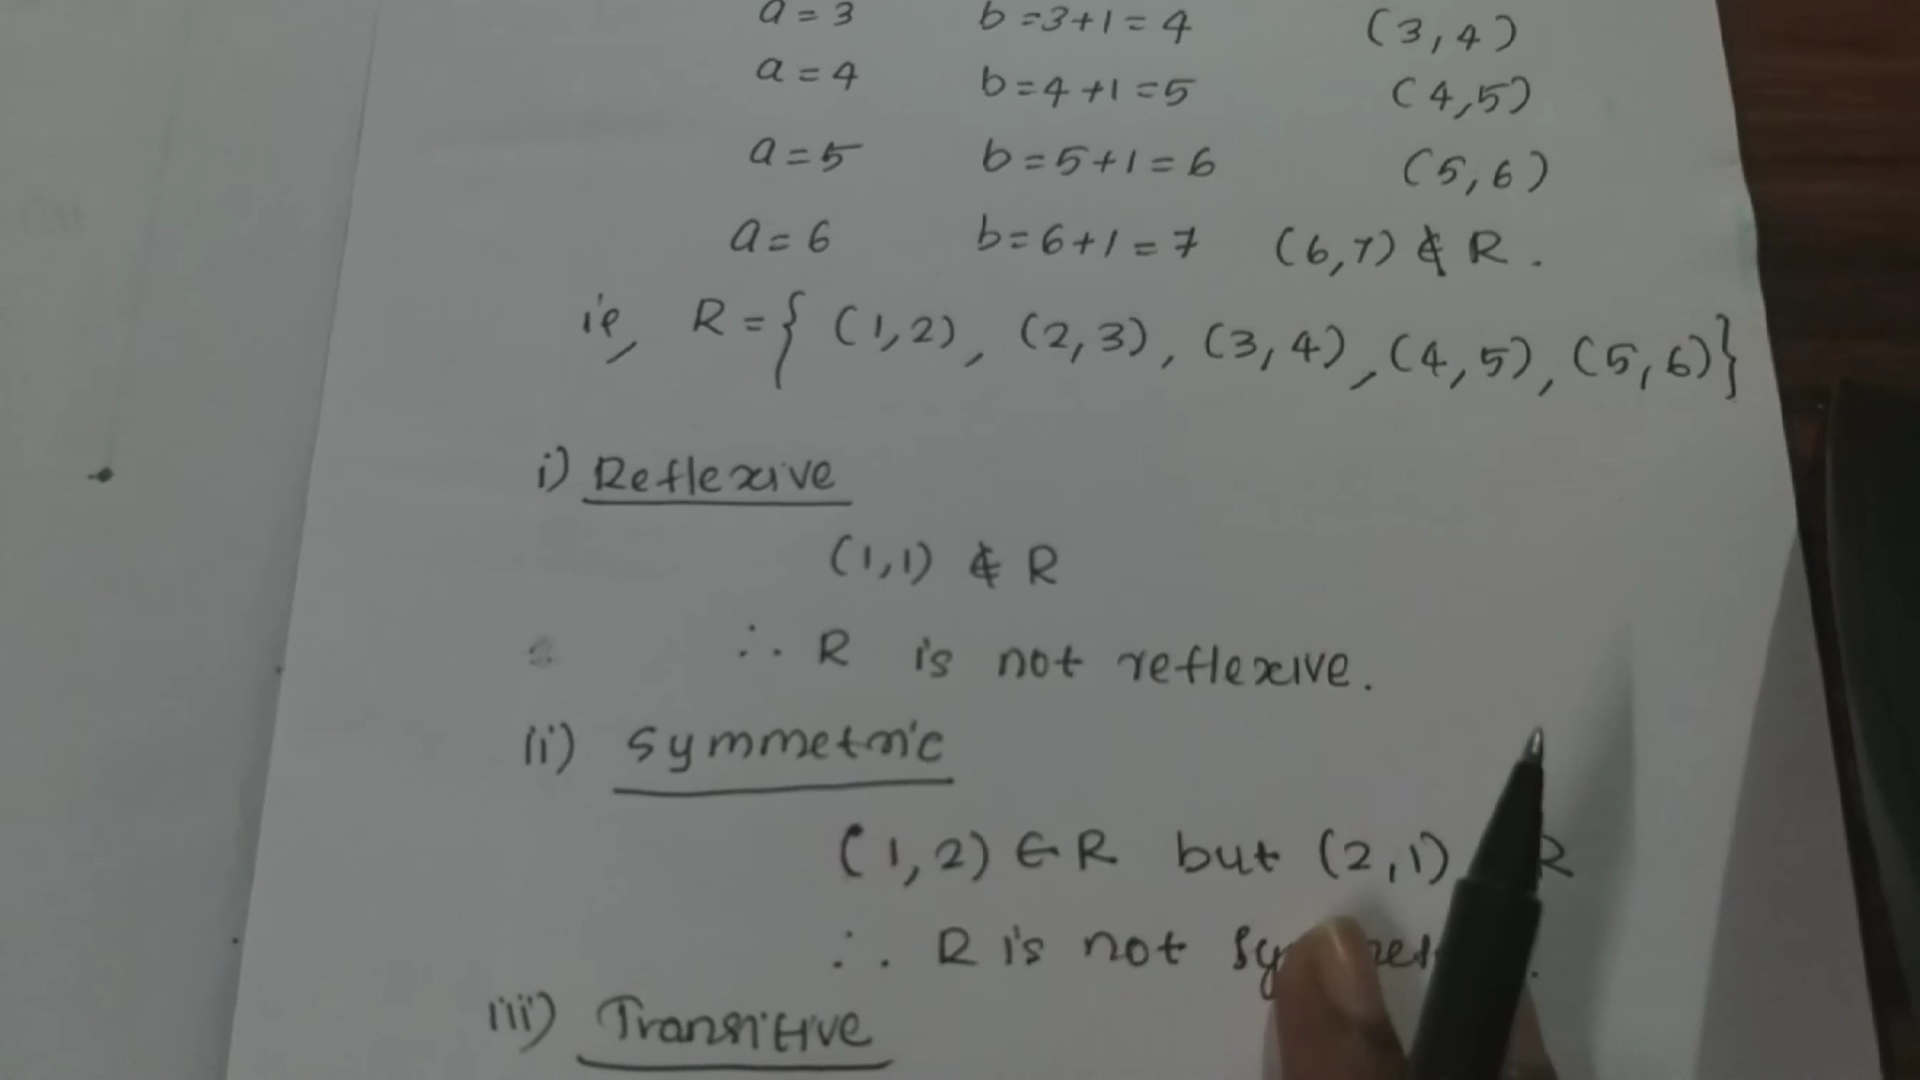 a = 3 b = 3+1 = 4 (3,4)
a = 4 b = 4+1 = 5 (4,5)
a = 5 b = 5+1 = 6 (5,6)
a = 6 b = 6+1 = 7 (6,7) ∉ R.
ie, R = { (1,2), (2,3), (3,4), (4,5), (5,6)}
i) Reflexive
(1,1) ∉ R
∴ R is not reflexive.
(ii) Symmetric
(1,2) ∈ R but (2,1) R
∴ R is not
iii) Transitive